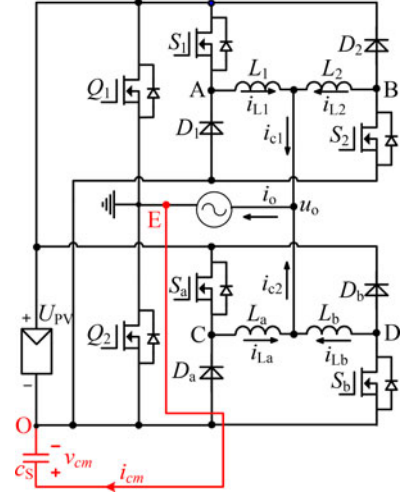 S1
D2
Q1
L1
L2
A
B
iL1
iL2
D1
S2
ic1
io
E
uo
Sa
ic2
Db
+
UPV
La
Lb
Q2
C
D
iLa
iLb
−
Da
Sb
O
−
cS
vcm
+
icm